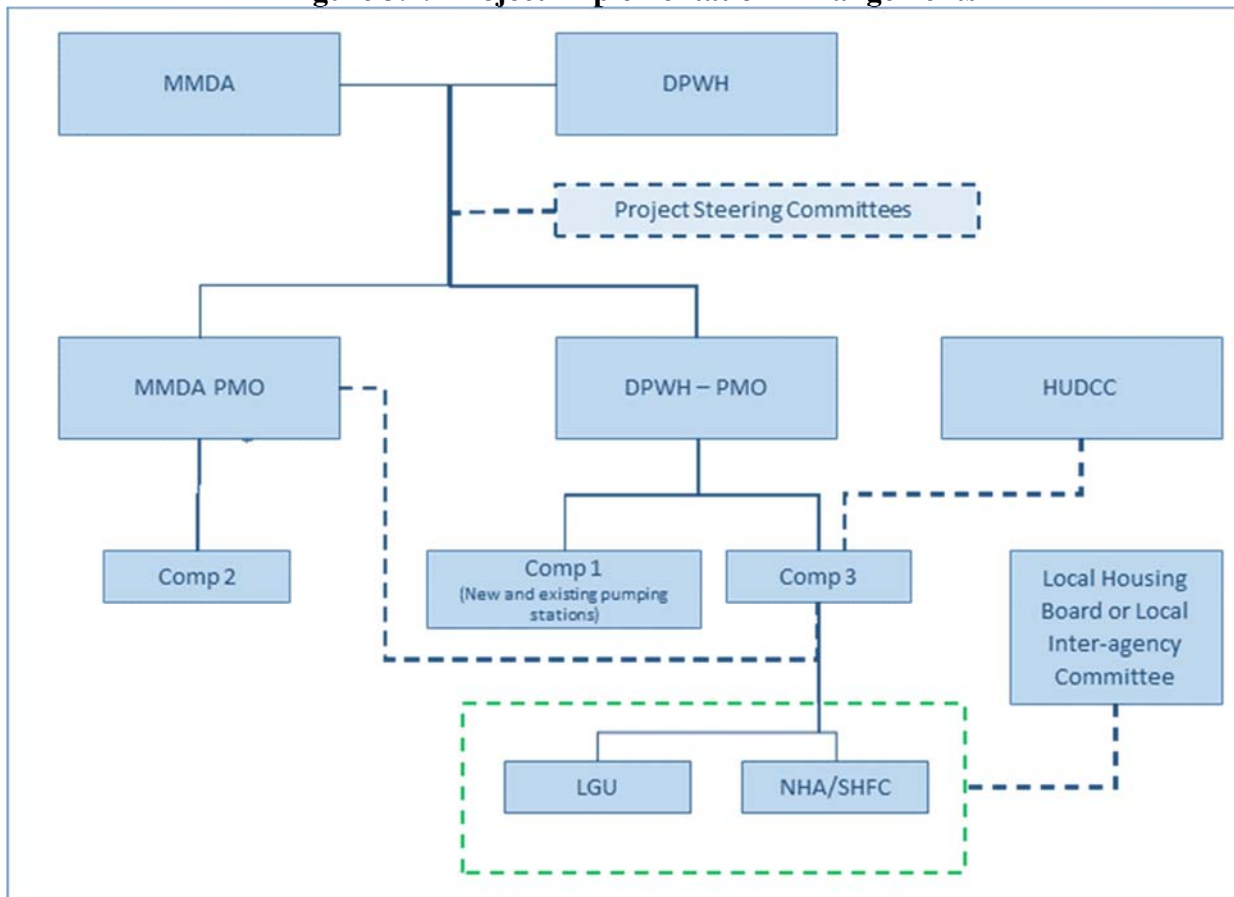 MMDA
DPWH
Project Steering Committees
MMDA PMO
DPWH – PMO
HUDCC
Comp 2
Comp 1
(New and existing pumping
stations)
Comp 3
Local Housing
Board or Local
Inter-agency
Committee
LGU
NHA/SHFC